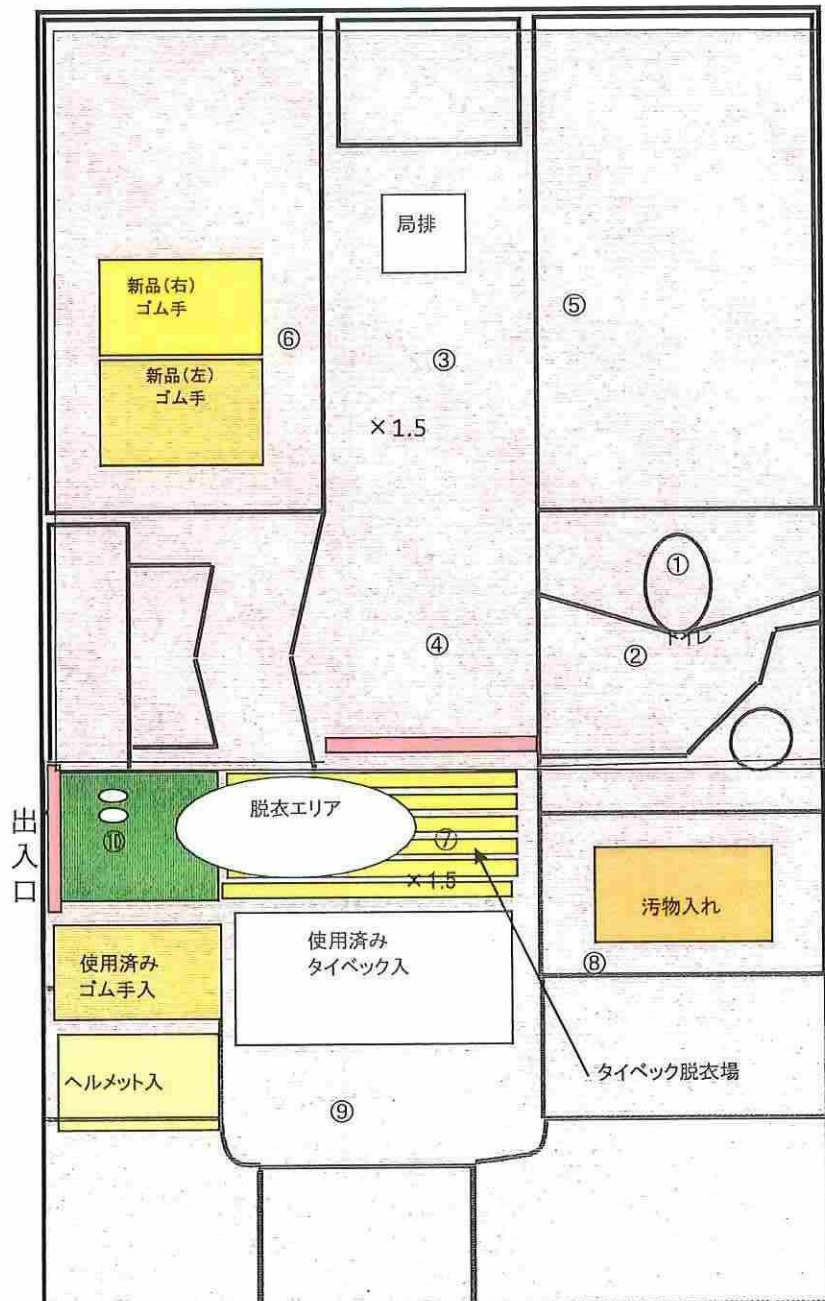 局排
新品(右)
ゴム手
⑥
⑤
③
新品(左)
ゴム手
×1.5
①
トイレ
④
②
出入口
脱衣エリア
⑩
⑦
×1.5
汚物入れ
使用済み
タイベック入
使用済み
ゴム手入
⑧
ヘルメット入
タイベック脱衣場
⑨